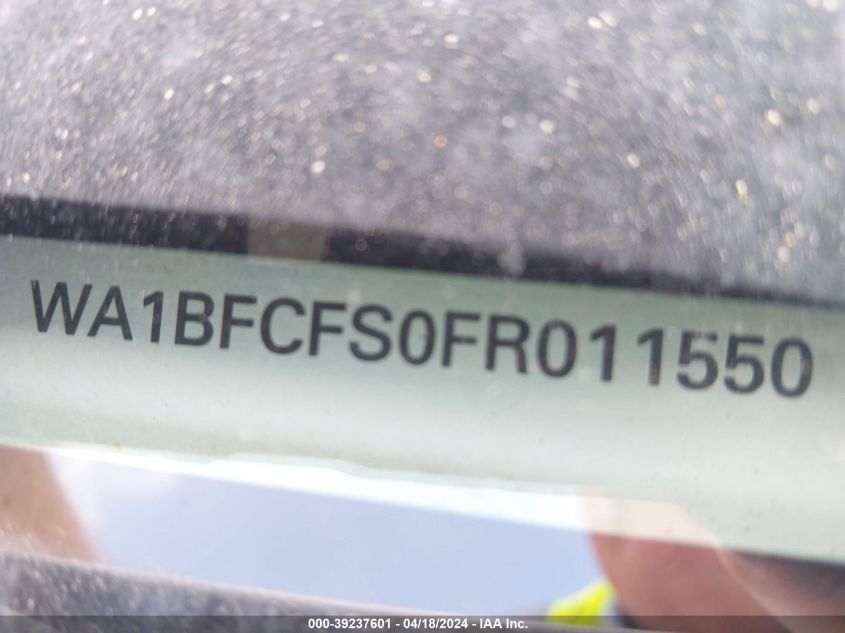 WA1BFCFS0FR011550
000-39237601 - 04/18/2024 - IAA Inc.